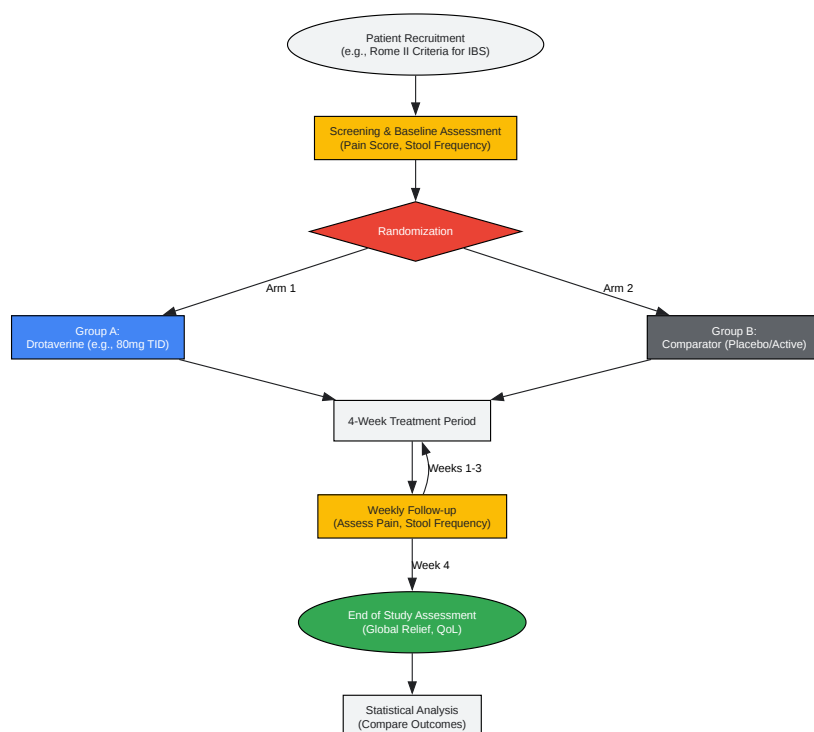 Patient Recruitment
(e.g., Rome II Criteria for IBS)
Screening & Baseline Assessment
(Pain Score, Stool Frequency)
Randomization
Arm 1
Arm 2
Group A:
Drotaverine (e.g., 80mg TID)
Group B:
Comparator (Placebo/Active)
4-Week Treatment Period
Weeks 1-3
Weekly Follow-up
(Assess Pain, Stool Frequency)
Week 4
End of Study Assessment
(Global Relief, QoL)
Statistical Analysis
(Compare Outcomes)